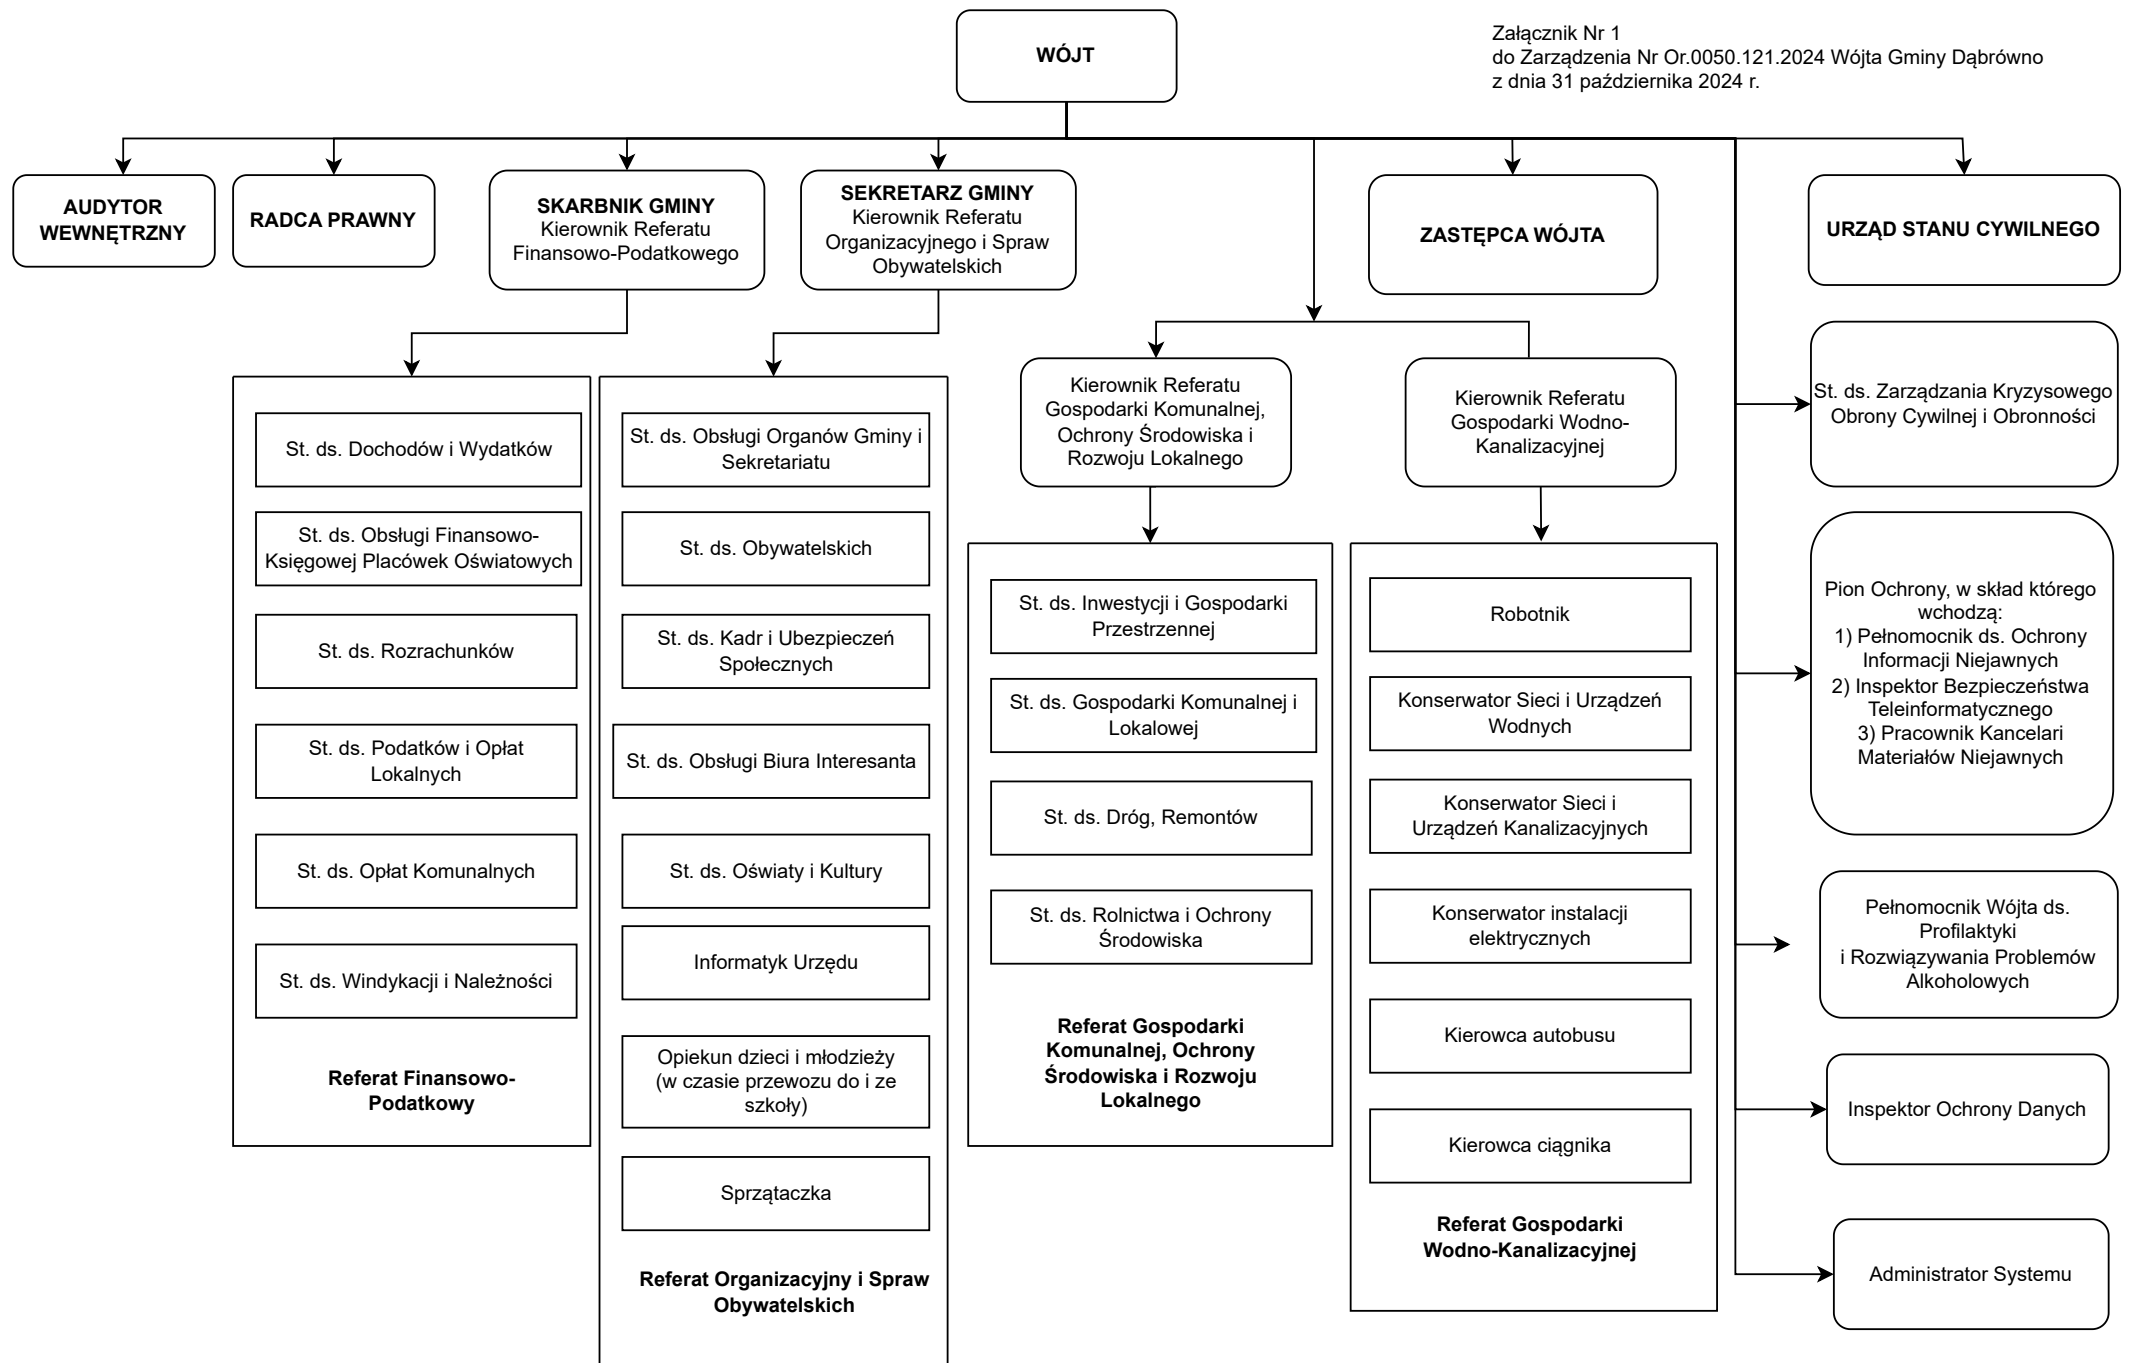 WÓJT
Załącznik Nr 1
do Zarządzenia Nr Or.0050.121.2024 Wójta Gminy Dąbrówno
z dnia 31 października 2024 r.
AUDYTOR
WEWNĘTRZNY
RADCA PRAWNY
SKARBNIK GMINY
Kierownik Referatu
Finansowo-Podatkowego
SEKRETARZ GMINY
Kierownik Referatu
Organizacyjnego i Spraw
Obywatelskich
ZASTĘPCA WÓJTA
URZĄD STANU CYWILNEGO
Kierownik Referatu
Gospodarki Komunalnej,
Ochrony Środowiska i
Rozwoju Lokalnego
Kierownik Referatu
Gospodarki Wodno-
Kanalizacyjnej
St. ds. Dochodów i Wydatków
St. ds. Obsługi Finansowo-
Księgowej Placówek Oświatowych
St. ds. Rozrachunków
St. ds. Podatków i Opłat
Lokalnych
St. ds. Opłat Komunalnych
St. ds. Windykacji i Należności
Referat Finansowo-
Podatkowy
St. ds. Obsługi Organów Gminy i
Sekretariatu
St. ds. Obywatelskich
St. ds. Kadr i Ubezpieczeń
Społecznych
St. ds. Obsługi Biura Interesanta
St. ds. Oświaty i Kultury
Informatyk Urzędu
Opiekun dzieci i młodzieży
(w czasie przewozu do i ze
szkoły)
Sprzątaczka
Referat Organizacyjny i Spraw
Obywatelskich
St. ds. Inwestycji i Gospodarki
Przestrzennej
St. ds. Gospodarki Komunalnej i
Lokalowej
St. ds. Dróg, Remontów
St. ds. Rolnictwa i Ochrony
Środowiska
Referat Gospodarki
Komunalnej, Ochrony
Środowiska i Rozwoju
Lokalnego
Robotnik
Konserwator Sieci i Urządzeń
Wodnych
Konserwator Sieci i
Urządzeń Kanalizacyjnych
Konserwator instalacji
elektrycznych
Kierowca autobusu
Kierowca ciągnika
Referat Gospodarki
Wodno-Kanalizacyjnej
St. ds. Zarządzania Kryzysowego
Obrony Cywilnej i Obronności
Pion Ochrony, w skład którego
wchodzą:
1) Pełnomocnik ds. Ochrony
Informacji Niejawnych
2) Inspektor Bezpieczeństwa
Teleinformatycznego
3) Pracownik Kancelari
Materiałów Niejawnych
Pełnomocnik Wójta ds.
Profilaktyki
i Rozwiązywania Problemów
Alkoholowych
Inspektor Ochrony Danych
Administrator Systemu